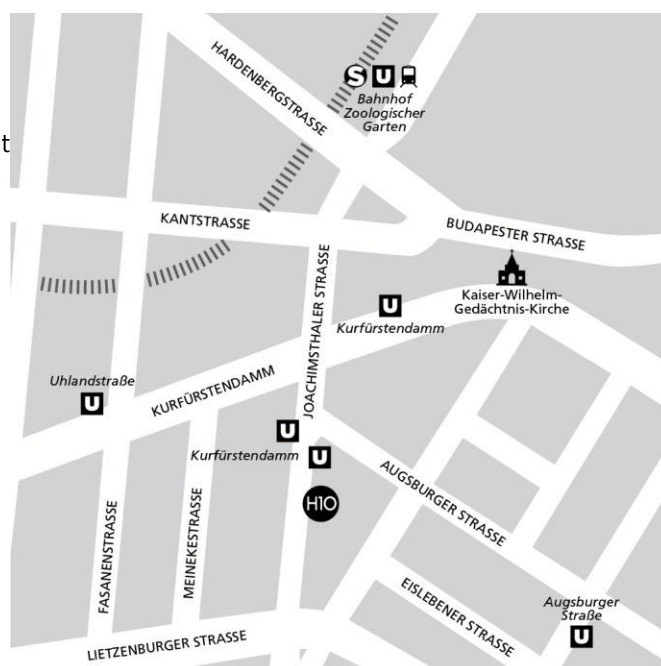 HARDENBERGSTRASSE
S U
Bahnhof
Zoologischer
Garten
t
KANTSTRASSE
BUDAPESTER STRASSE
Kaiser-Wilhelm-
Gedächtnis-Kirche
JOACHIMSTHALER STRASSE
U
Kurfürstendamm
Uhlandstraße
U
KURFÜRSTENDAMM
U
Kurfürstendamm
U
H10
AUGSBURGER STRASSE
FASANENSTRASSE
MEINEKESTRASSE
EISLEBENER STRASSE
Augsburger
Straße
U
LIETZENBURGER STRASSE